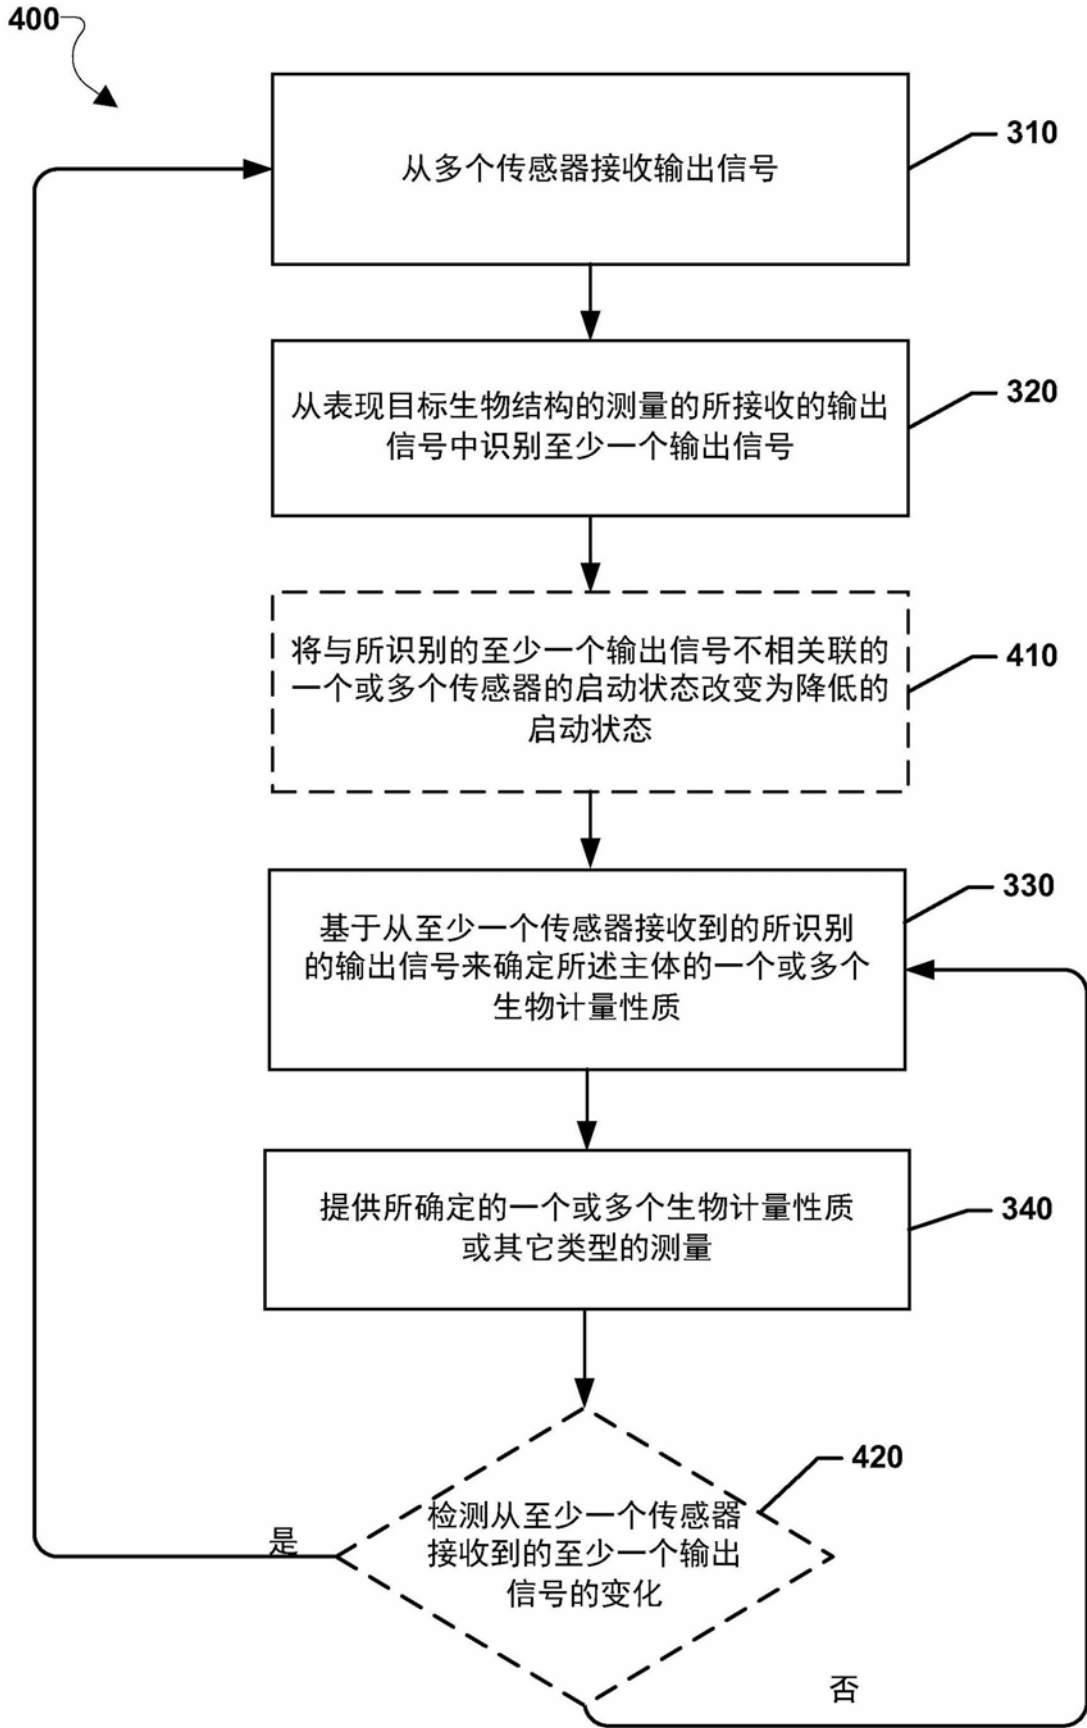 400
310
从多个传感器接收输出信号
320
从表现目标生物结构的测量的所接收的输出
信号中识别至少一个输出信号
410
将与所识别的至少一个输出信号不相关联的
一个或多个传感器的启动状态改变为降低的
启动状态
330
基于从至少一个传感器接收到的所识别
的输出信号来确定所述主体的一个或多个
生物计量性质
340
提供所确定的一个或多个生物计量性质
或其它类型的测量
420
检测从至少一个传感器
接收到的至少一个输出
信号的变化
是
否